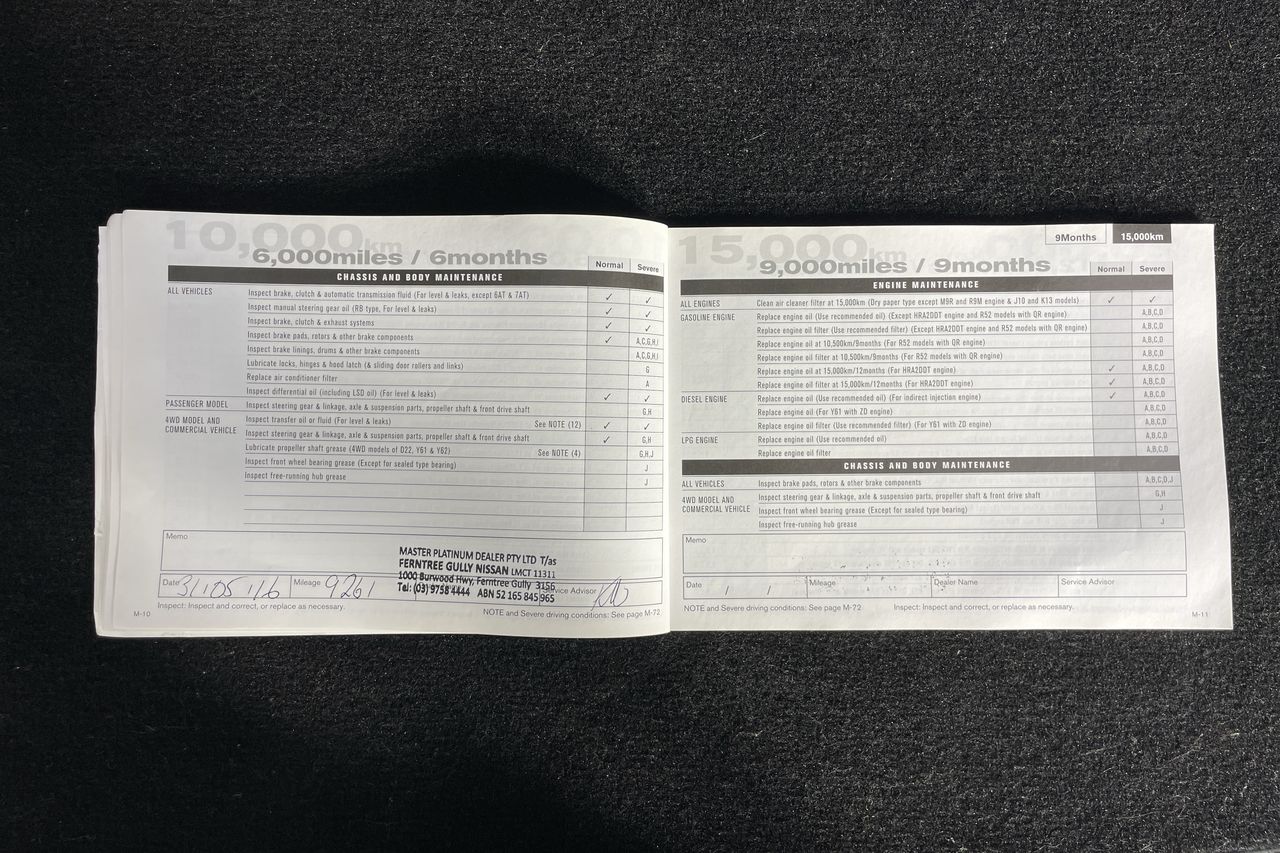 10,000km
6,000miles / 6months
Normal Severe
CHASSIS AND BODY MAINTENANCE
ALL VEHICLES Inspect brake, clutch & automatic transmission fluid (For level & leaks, except 6AT & 7AT) ✓ ✓
Inspect manual steering gear oil (RB type, For level & leaks) ✓ ✓
Inspect brake, clutch & exhaust systems ✓ ✓
Inspect brake pads, rotors & other brake components ✓ A,C,G,H,I
Inspect brake linings, drums & other brake components A,C,G,H,I
Lubricate locks, hinges & hood latch (& sliding door rollers and links) G
Replace air conditioner filter A
Inspect differential oil (including LSD oil) (For level & leaks) ✓ ✓
PASSENGER MODEL Inspect steering gear & linkage, axle & suspension parts, propeller shaft & front drive shaft G,H
4WD MODEL AND COMMERCIAL VEHICLE Inspect transfer oil or fluid (For level & leaks) See NOTE (12) ✓ ✓
Inspect steering gear & linkage, axle & suspension parts, propeller shaft & front drive shaft ✓ G,H
Lubricate propeller shaft grease (4WD models of D22, Y61 & Y62) See NOTE (4) G,H,J
Inspect front wheel bearing grease (Except for sealed type bearing) J
Inspect free-running hub grease J
Memo
MASTER PLATINUM DEALER PTY LTD T/as
FERNTREE GULLY NISSAN LMCT 11311
1000 Burwood Hwy, Ferntree Gully 3156
Tel: (03) 9758 4444 ABN 52 165 845 965
Date 31/05/16 Mileage 9261 Service Advisor
Inspect: Inspect and correct, or replace as necessary.
M-10 NOTE and Severe driving conditions: See page M-72
9Months 15,000km
15,000km
9,000miles / 9months
Normal Severe
ENGINE MAINTENANCE
ALL ENGINES Clean air cleaner filter at 15,000km (Dry paper type except M9R and R9M engine & J10 and K13 models) ✓ ✓
GASOLINE ENGINE Replace engine oil (Use recommended oil) (Except HRA2DDT engine and R52 models with QR engine) A,B,C,D
Replace engine oil filter (Use recommended filter) (Except HRA2DDT engine and R52 models with QR engine) A,B,C,D
Replace engine oil at 10,500km/9months (For R52 models with QR engine) A,B,C,D
Replace engine oil filter at 10,500km/9months (For R52 models with QR engine) A,B,C,D
Replace engine oil at 15,000km/12months (For HRA2DDT engine) ✓ A,B,C,D
Replace engine oil filter at 15,000km/12months (For HRA2DDT engine) ✓ A,B,C,D
DIESEL ENGINE Replace engine oil (Use recommended oil) (For indirect injection engine) ✓ A,B,C,D
Replace engine oil (For Y61 with ZD engine) A,B,C,D
Replace engine oil filter (Use recommended filter) (For Y61 with ZD engine) A,B,C,D
LPG ENGINE Replace engine oil (Use recommended oil) A,B,C,D
Replace engine oil filter A,B,C,D
CHASSIS AND BODY MAINTENANCE
ALL VEHICLES Inspect brake pads, rotors & other brake components A,B,C,D,J
4WD MODEL AND COMMERCIAL VEHICLE Inspect steering gear & linkage, axle & suspension parts, propeller shaft & front drive shaft G,H
Inspect front wheel bearing grease (Except for sealed type bearing) J
Inspect free-running hub grease J
Memo
Date / / Mileage Dealer Name Service Advisor
NOTE and Severe driving conditions: See page M-72 Inspect: Inspect and correct, or replace as necessary.
M-11